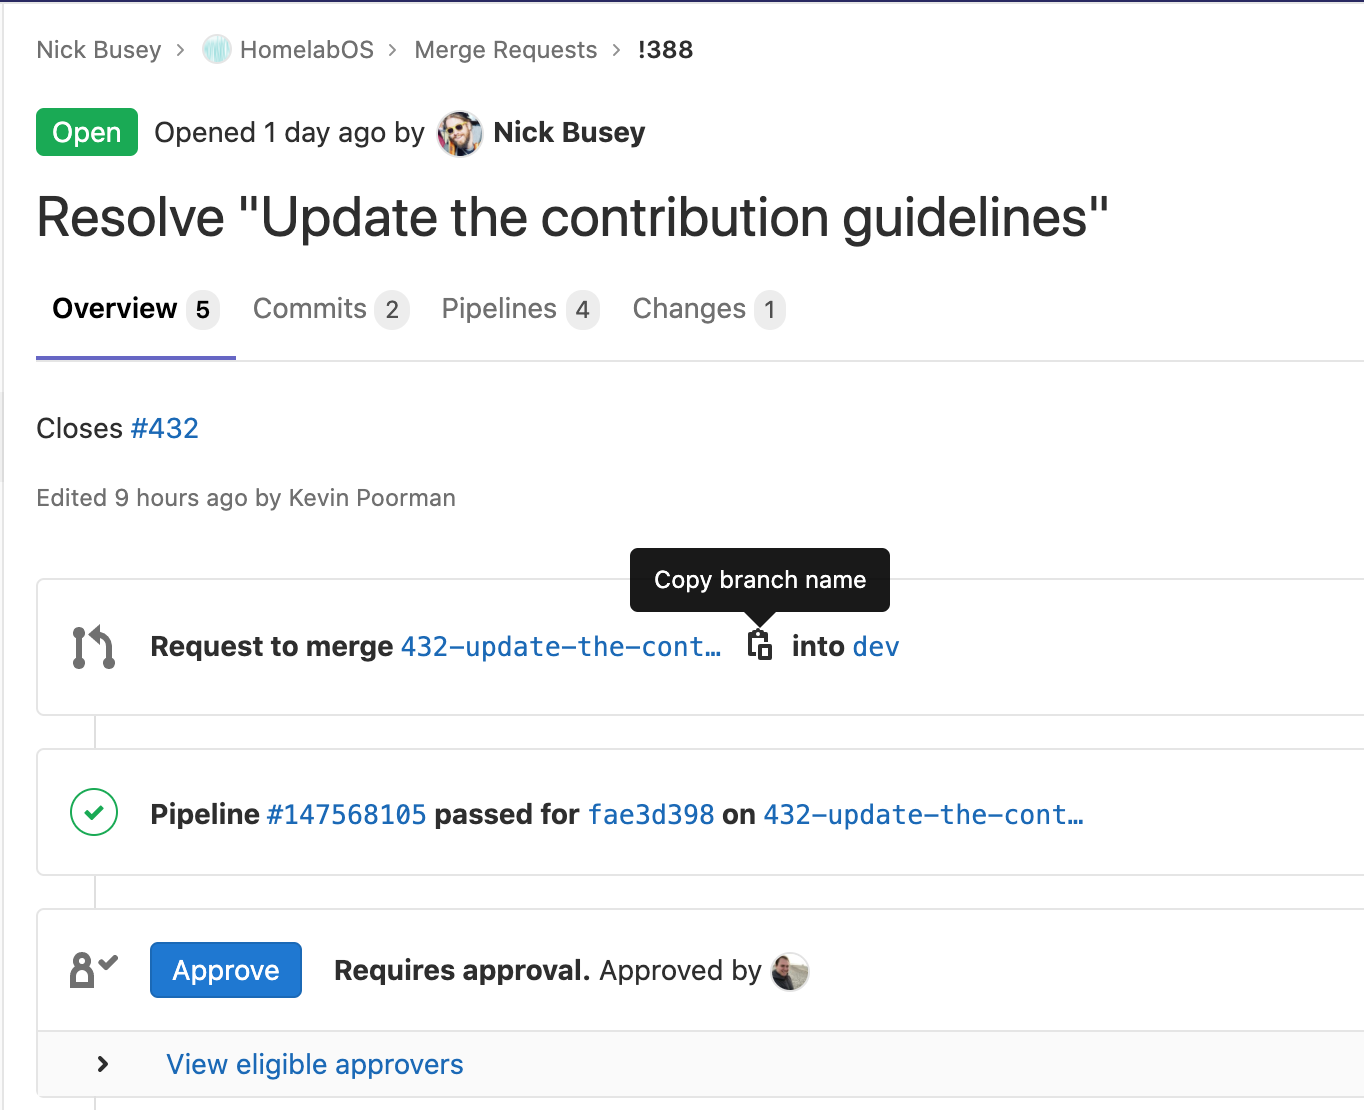 Nick Busey > HomelabOS > Merge Requests > !388
Open Opened 1 day ago by Nick Busey
Resolve "Update the contribution guidelines"
Overview 5 Commits 2 Pipelines 4 Changes 1
Closes #432
Edited 9 hours ago by Kevin Poorman
Copy branch name
Request to merge 432-update-the-cont… into dev
Pipeline #147568105 passed for fae3d398 on 432-update-the-cont…
Approve Requires approval. Approved by
View eligible approvers